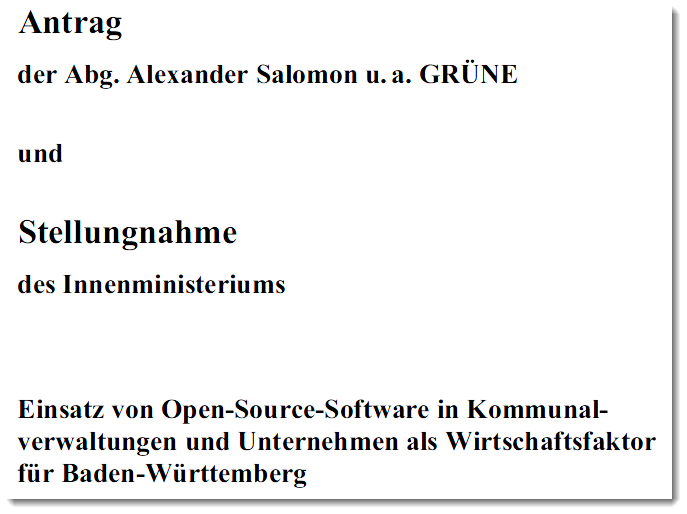 Antrag
der Abg. Alexander Salomon u. a. GRÜNE
und
Stellungnahme
des Innenministeriums
Einsatz von Open-Source-Software in Kommunal-
verwaltungen und Unternehmen als Wirtschaftsfaktor
für Baden-Württemberg